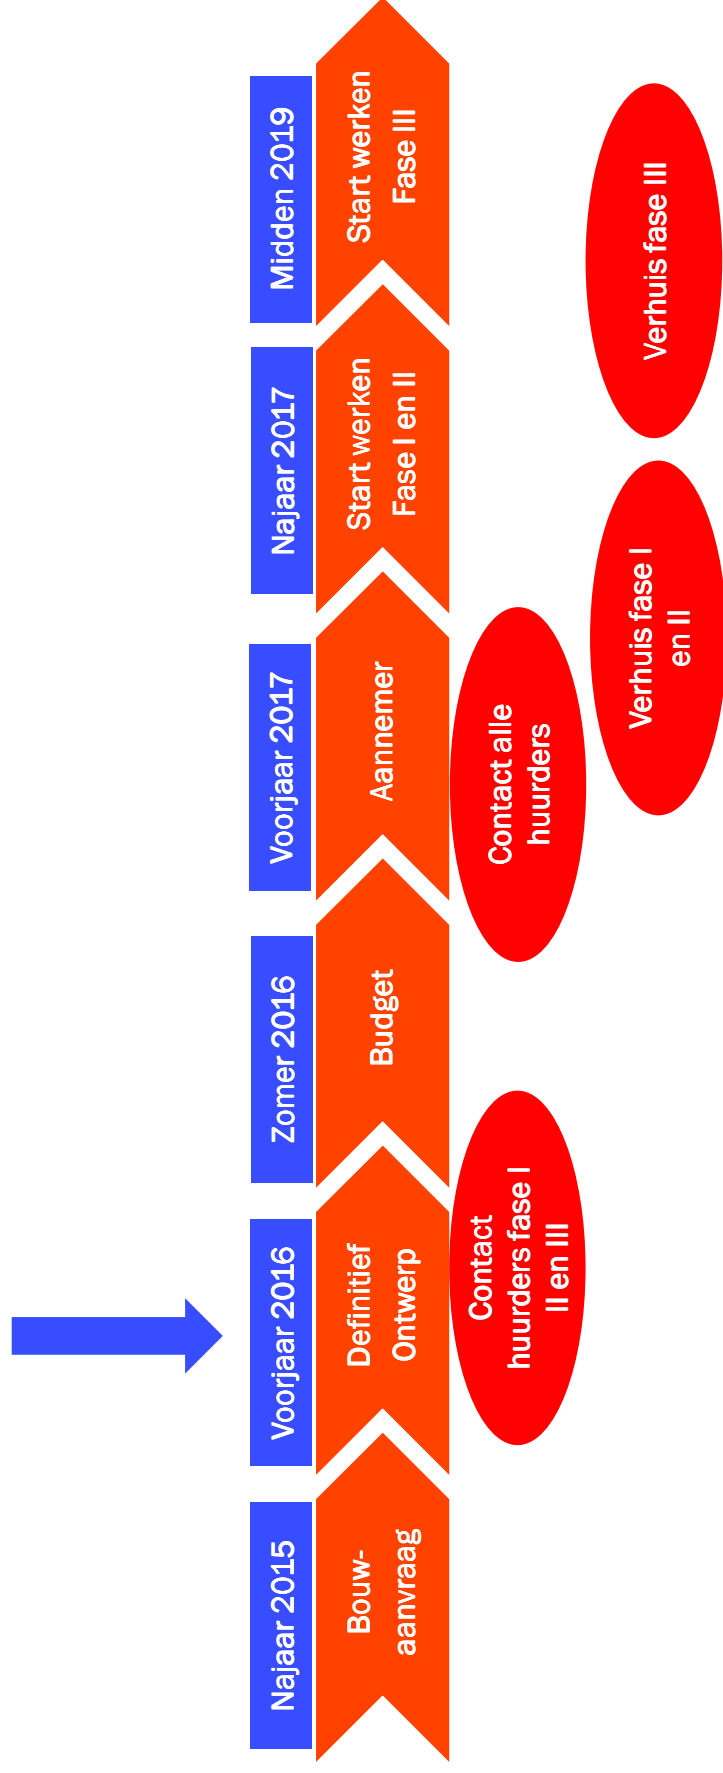 Najaar 2015
Voorjaar 2016
Zomer 2016
Voorjaar 2017
Najaar 2017
Midden 2019
Bouw-
aanvraag
Definitief
Ontwerp
Budget
Aannemer
Start werken
Fase I en II
Start werken
Fase III
Contact
huurders fase I
II en III
Contact alle
huurders
Verhuis fase I
en II
Verhuis fase III